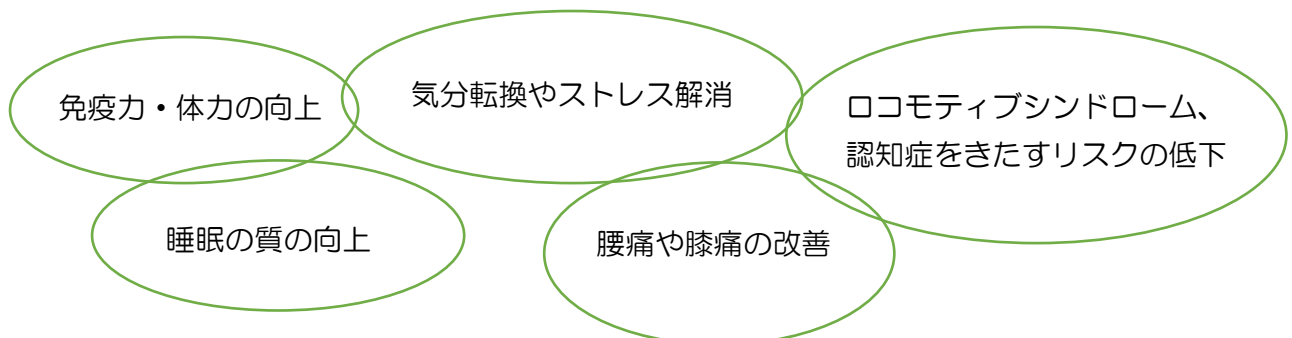 免疫力・体力の向上
気分転換やストレス解消
ロコモティブシンドローム、
認知症をきたすリスクの低下
睡眠の質の向上
腰痛や膝痛の改善